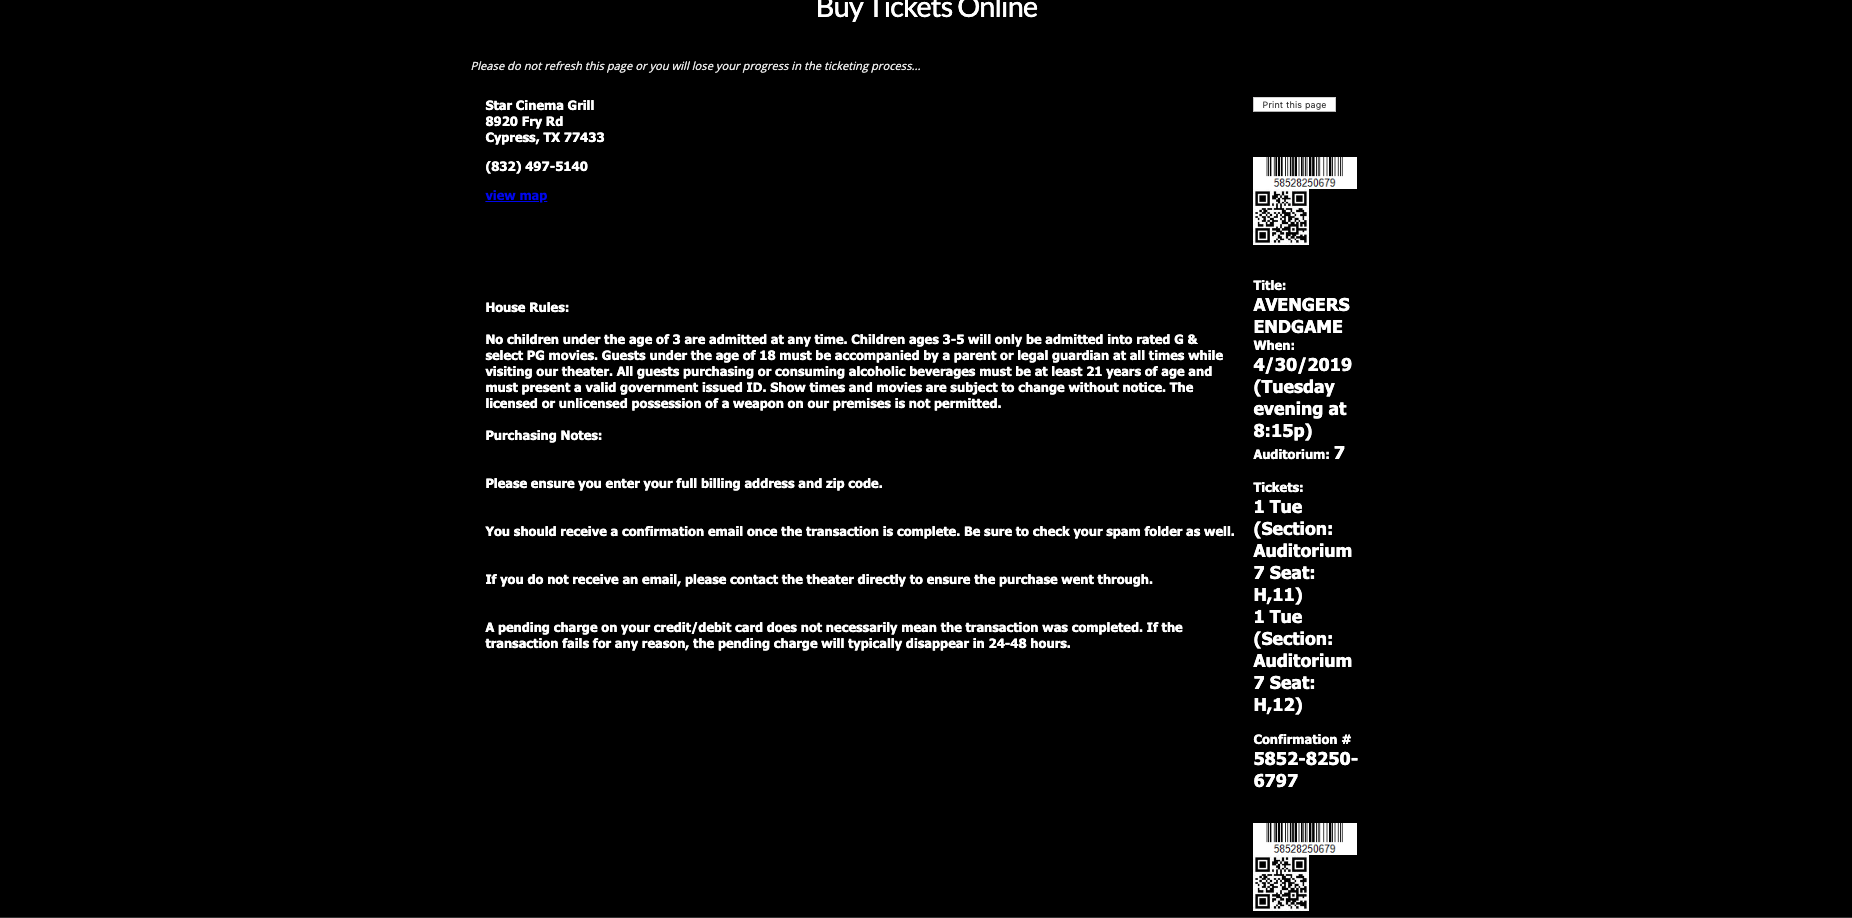 Buy Tickets Online
Please do not refresh this page or you will lose your progress in the ticketing process...
Star Cinema Grill
8920 Fry Rd
Cypress, TX 77433
(832) 497-5140
view map
House Rules:
No children under the age of 3 are admitted at any time. Children ages 3-5 will only be admitted into rated G &
select PG movies. Guests under the age of 18 must be accompanied by a parent or legal guardian at all times while
visiting our theater. All guests purchasing or consuming alcoholic beverages must be at least 21 years of age and
must present a valid government issued ID. Show times and movies are subject to change without notice. The
licensed or unlicensed possession of a weapon on our premises is not permitted.
Purchasing Notes:
Please ensure you enter your full billing address and zip code.
You should receive a confirmation email once the transaction is complete. Be sure to check your spam folder as well.
If you do not receive an email, please contact the theater directly to ensure the purchase went through.
A pending charge on your credit/debit card does not necessarily mean the transaction was completed. If the
transaction fails for any reason, the pending charge will typically disappear in 24-48 hours.
Print this page
58528250679
Title:
AVENGERS
ENDGAME
When:
4/30/2019
(Tuesday
evening at
8:15p)
Auditorium: 7
Tickets:
1 Tue
(Section:
Auditorium
7 Seat:
H,11)
1 Tue
(Section:
Auditorium
7 Seat:
H,12)
Confirmation #
5852-8250-
6797
58528250679